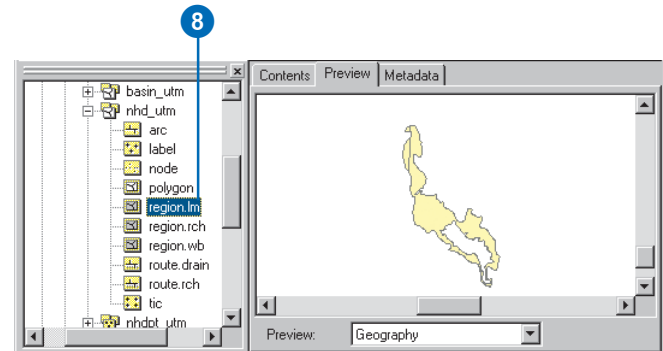 8
Contents Preview Metadata
basin_utm
nhd_utm
arc
label
node
polygon
region.lm
region.rch
region.wb
route.drain
route.rch
tic
nhdpt_utm
Preview: Geography